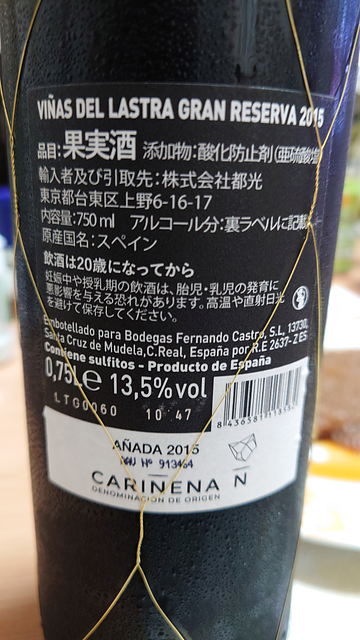 VIÑAS DEL LASTRA GRAN RESERVA 2015
品目:果実酒 添加物:酸化防止剤(亜硫酸塩
輸入者及び引取先:株式会社都光
東京都台東区上野6-16-17
内容量:750㎖ アルコール分:裏ラベルに記載
原産国名:スペイン
飲酒は20歳になってから
妊娠中や授乳期の飲酒は、胎児・乳児の発育に
悪影響を与える恐れがあります。高温や直射日光
を避けて保存してください。
Embotellado para Bodegas Fernando Castro, S.L, 13730,
Santa Cruz de Mudela,C.Real, España por R.E 2637-Z ES
Contiene sulfitos - Producto de España
0,75L e 13,5%vol
LTG0060 10 47
AÑADA 2015
Nº 913464
CARIÑENA
DENOMINACIÓN DE ORIGEN